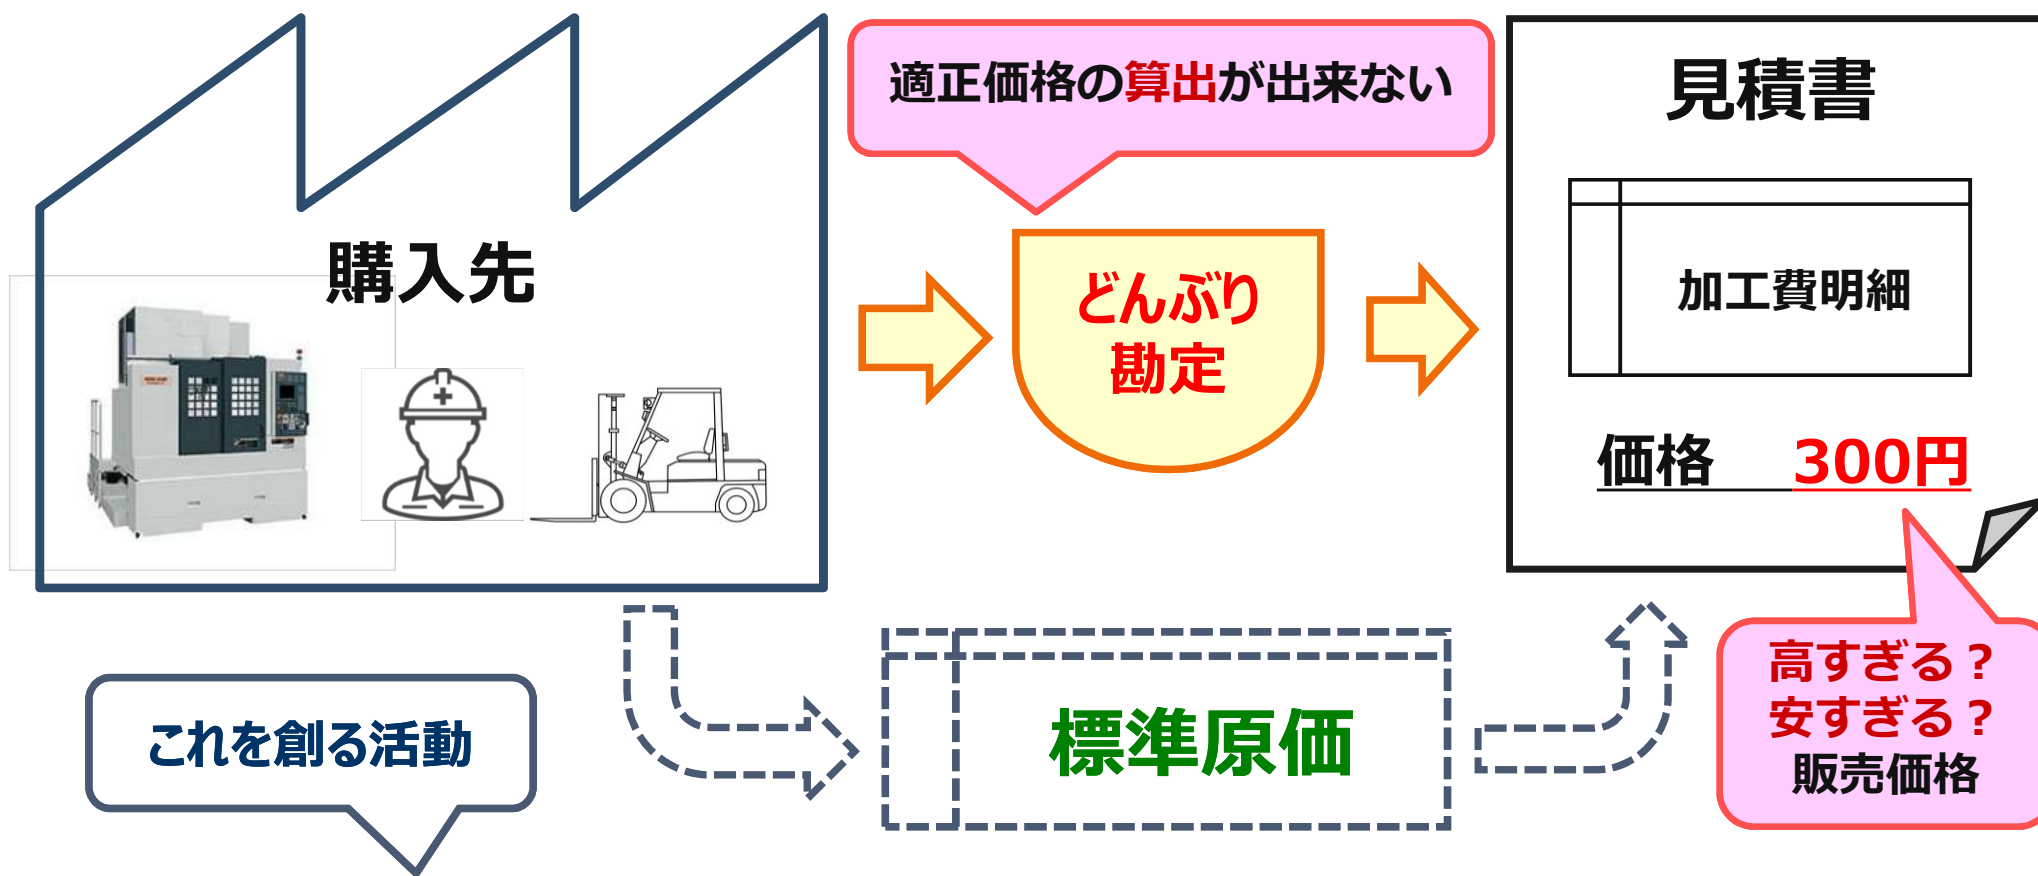 適正価格の算出が出来ない
見積書
購入先
どんぶり
勘定
加工費明細
価格 300円
高すぎる？
安すぎる？
販売価格
標準原価
これを創る活動